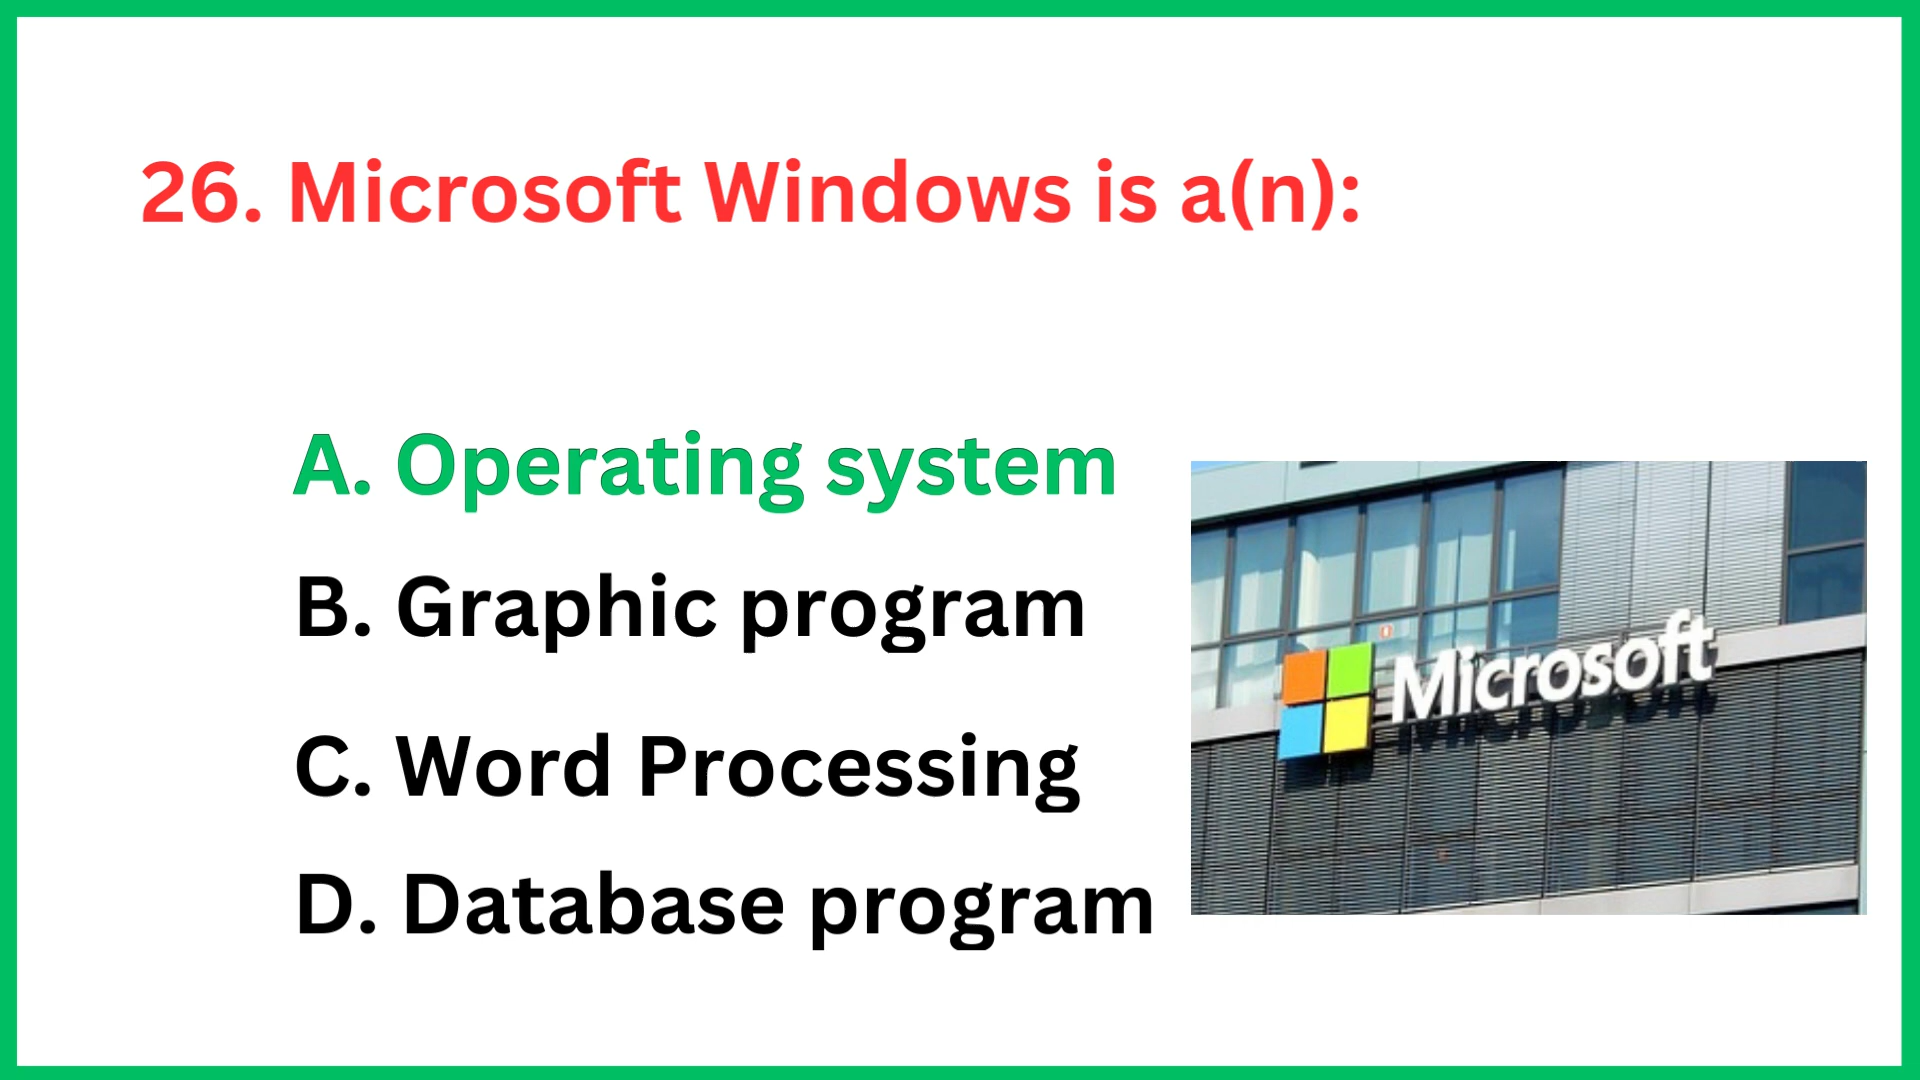 26. Microsoft Windows is a(n):
A. Operating system
B. Graphic program
C. Word Processing
D. Database program
Microsoft